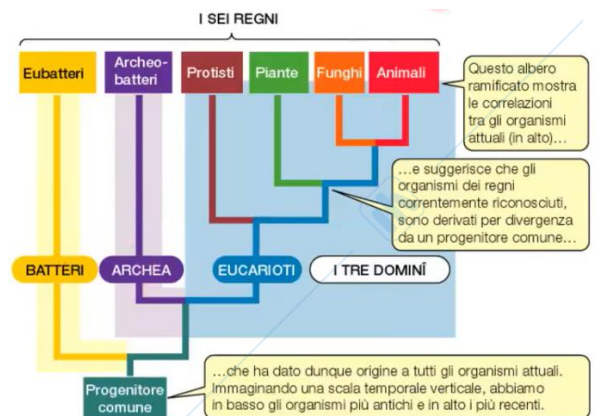 I SEI REGNI
Eubatteri
Archeo-
batteri
Protisti
Piante
Funghi
Animali
Questo albero
ramificato mostra
le correlazioni
tra gli organismi
attuali (in alto)…
…e suggerisce che gli
organismi dei regni
correntemente riconosciuti,
sono derivati per divergenza
da un progenitore comune…
BATTERI
ARCHEA
EUCARIOTI
I TRE DOMINÎ
…che ha dato dunque origine a tutti gli organismi attuali.
Immaginando una scala temporale verticale, abbiamo
in basso gli organismi più antichi e in alto i più recenti.
Progenitore
comune